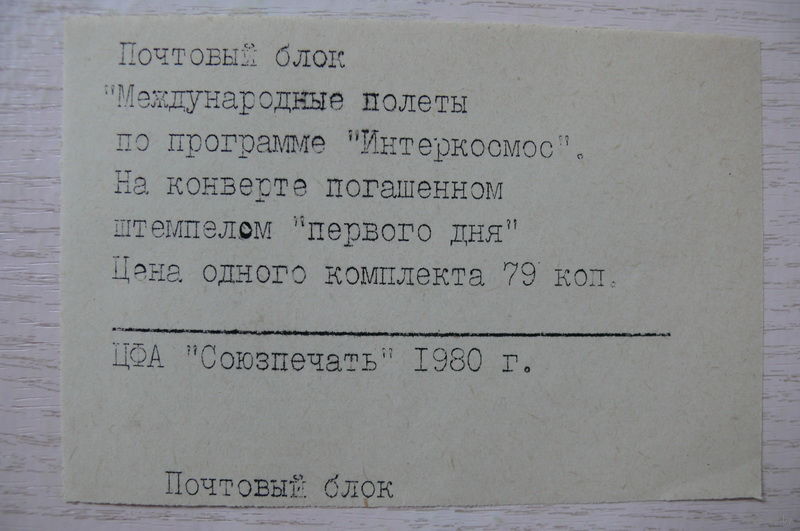 Почтовый блок
"Международные полеты
по программе "Интеркосмос".
На конверте погашенном
штемпелом "первого дня"
Цена одного комплекта 79 коп.
ЦФА "Союзпечать" 1980 г.
Почтовый блок